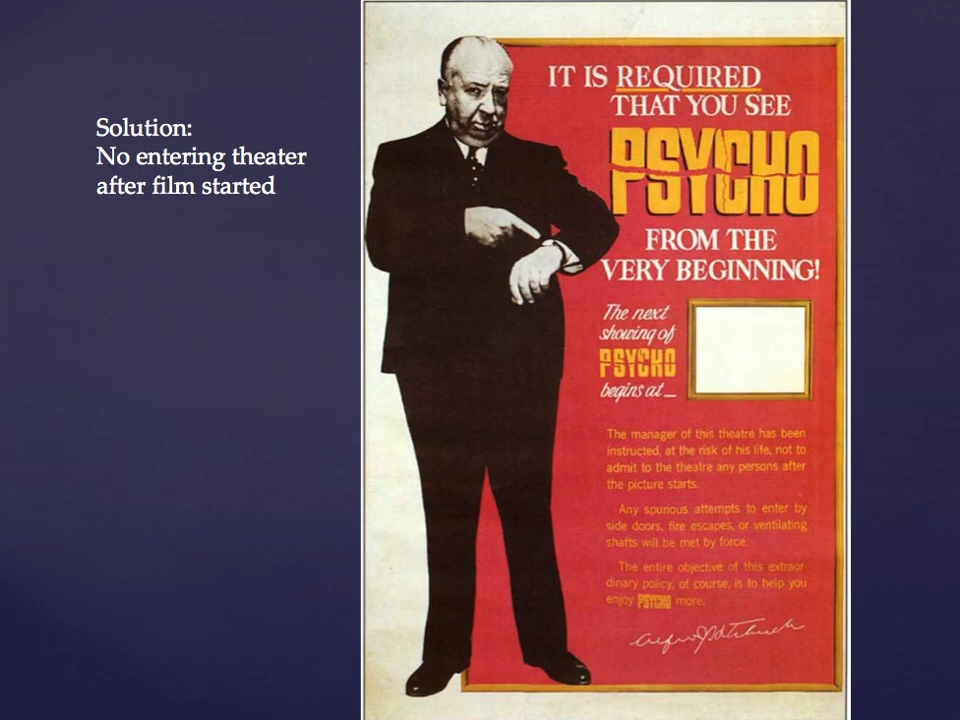 Solution:
No entering theater
after film started
IT IS REQUIRED
THAT YOU SEE
PSYCHO
FROM THE
VERY BEGINNING!
The next
showing of
PSYCHO
begins at —
The manager of this theatre has been
instructed, at the risk of his life, not to
admit to the theatre any persons after
the picture starts.
Any spurious attempts to enter by
side doors, fire escapes, or ventilating
shafts will be met by force.
The entire objective of this extraor-
dinary policy, of course, is to help you
enjoy PSYCHO more.
Alfred J Hitchcock